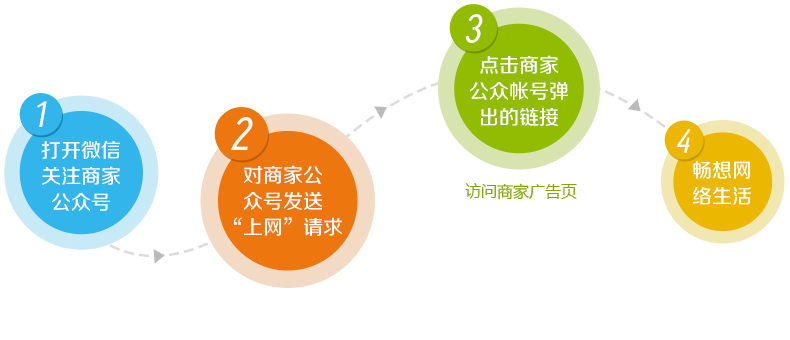 1
打开微信
关注商家
公众号
2
对商家公
众号发送
“上网”请求
3
点击商家
公众帐号弹
出的链接
访问商家广告页
4
畅想网
络生活